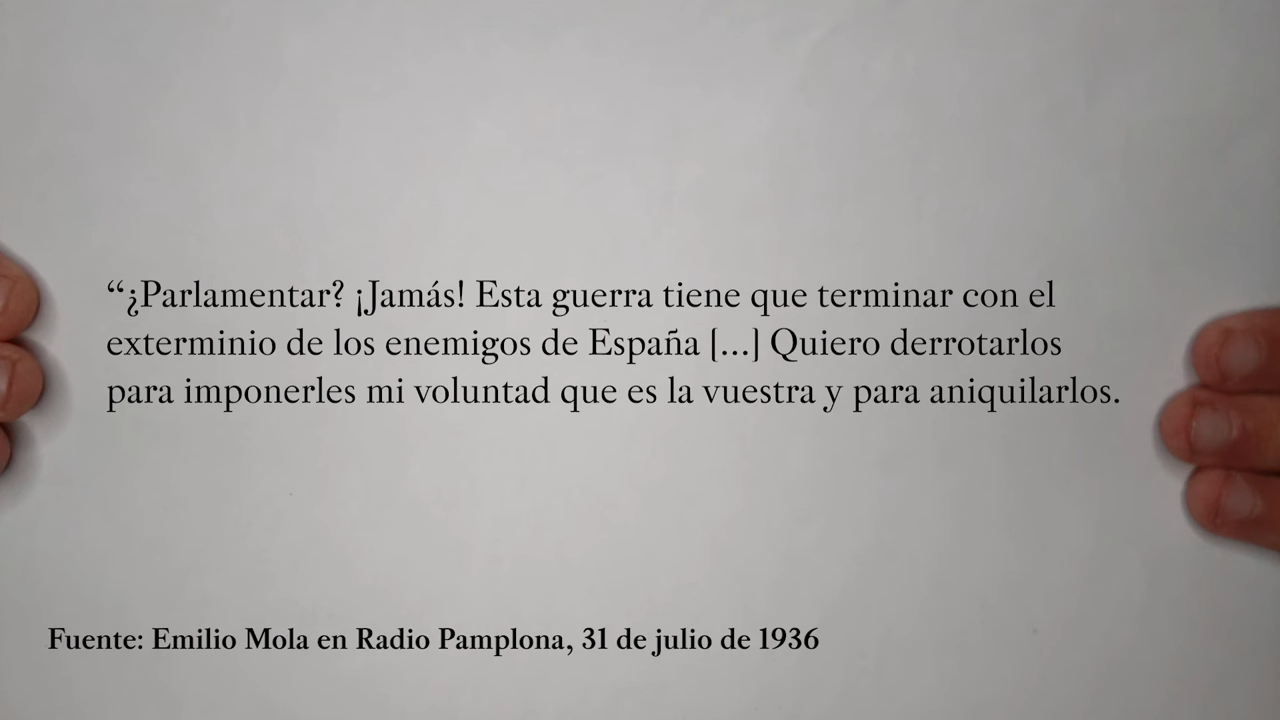 “¿Parlamentar? ¡Jamás! Esta guerra tiene que terminar con el
exterminio de los enemigos de España [...] Quiero derrotarlos
para imponerles mi voluntad que es la vuestra y para aniquilarlos.
Fuente: Emilio Mola en Radio Pamplona, 31 de julio de 1936